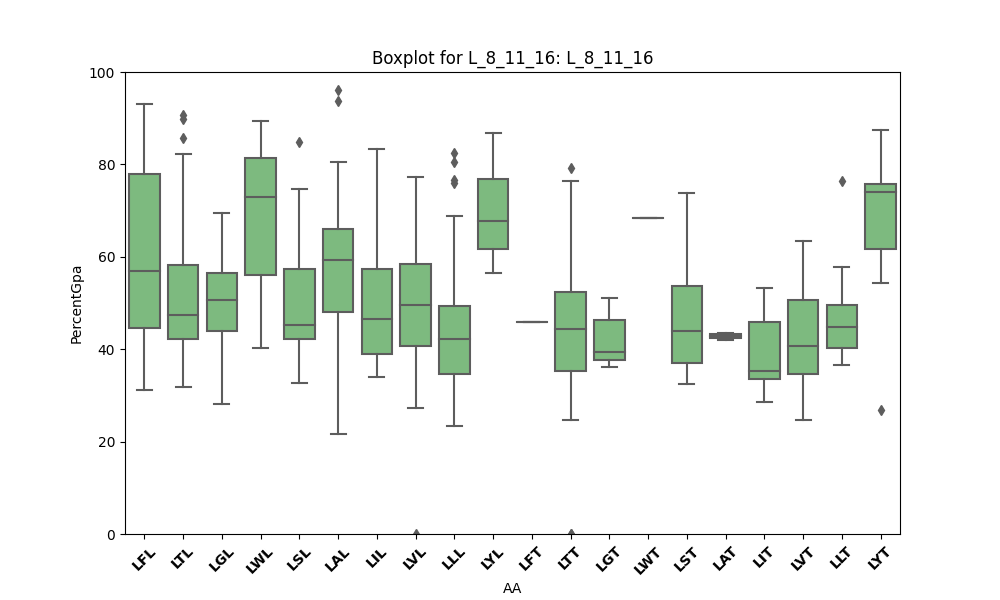 Boxplot for L_8_11_16: L_8_11_16
100
80
60
40
20
0
PercentGpa
LFL LTL LGL LWL LSL LAL LIL LVL LLL LYL LFT LTT LGT LWT LST LAT LIT LVT LLT LYT
AA